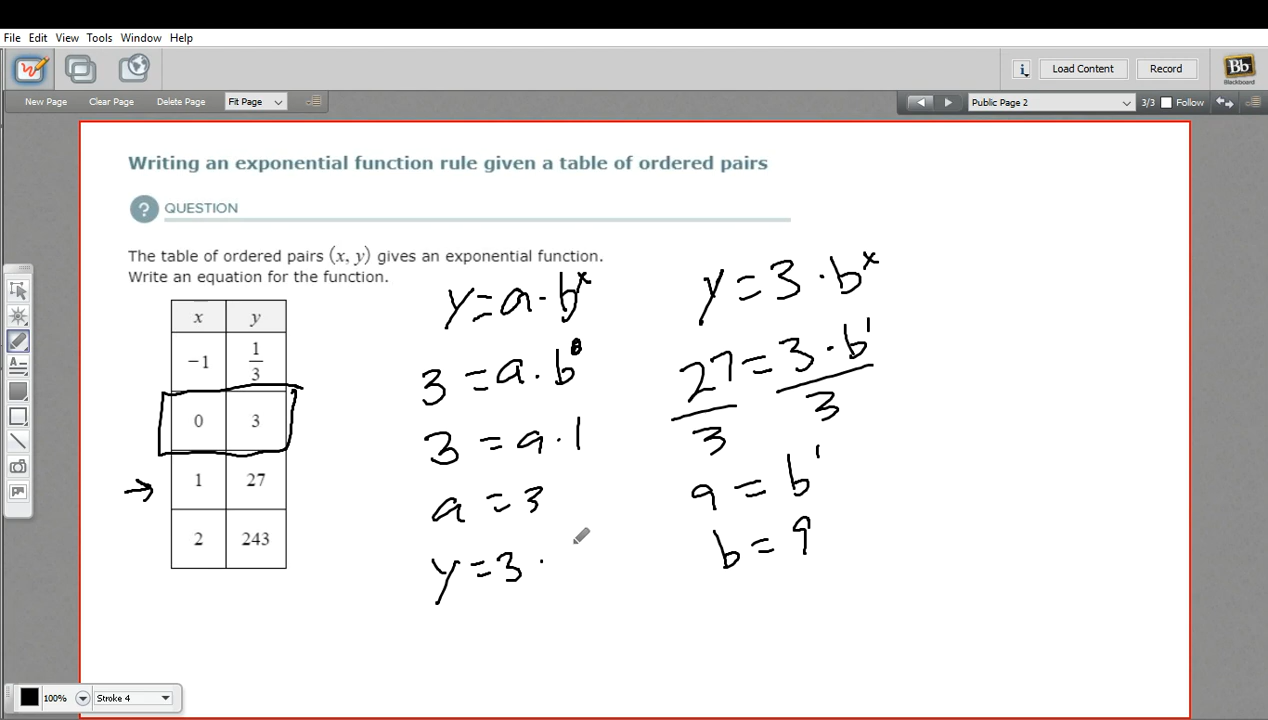 File Edit View Tools Window Help
Load Content Record Bb Blackboard
New Page Clear Page Delete Page Fit Page Public Page 2 3/3 Follow
Writing an exponential function rule given a table of ordered pairs
? QUESTION
The table of ordered pairs (x, y) gives an exponential function.
Write an equation for the function.
x y
−1 1/3
0 3
1 27
2 243
y = a · b^x
3 = a · b^0
3 = a · 1
a = 3
y = 3 ·
y = 3 · b^x
27/3 = 3 · b^1/3
9 = b^1
b = 9
100% Stroke 4